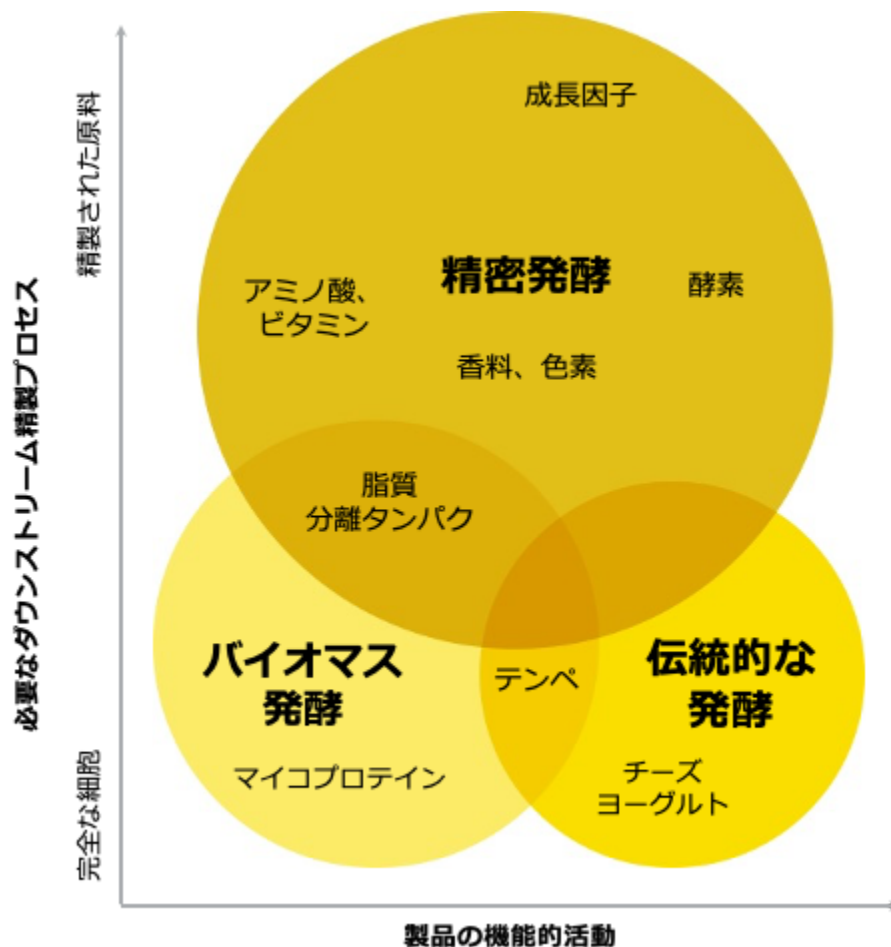 必要なダウンストリーム精製プロセス
精製された原料
完全な細胞
成長因子
精密発酵
酵素
アミノ酸、
ビタミン
香料、色素
脂質
分離タンパク
バイオマス
発酵
マイコプロテイン
テンペ
伝統的な
発酵
チーズ
ヨーグルト
製品の機能的活動